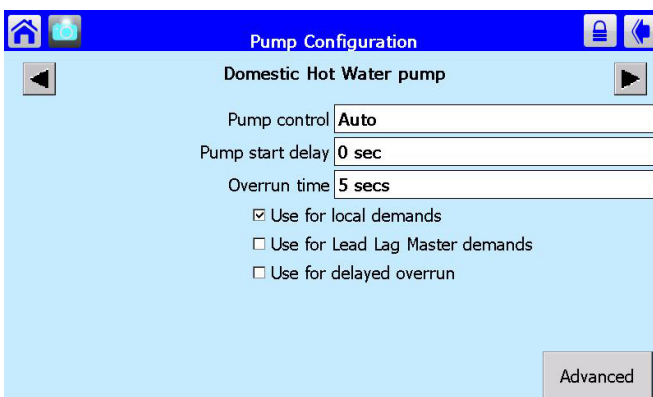 Pump Configuration
Domestic Hot Water pump
Pump control Auto
Pump start delay 0 sec
Overrun time 5 secs
Use for local demands
Use for Lead Lag Master demands
Use for delayed overrun
Advanced